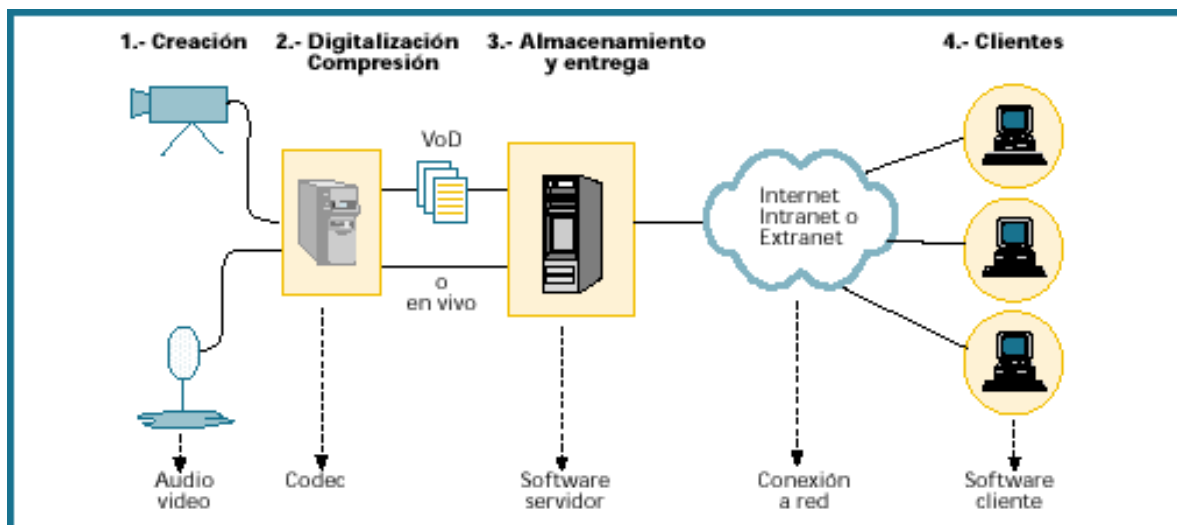 1.- Creación
2.- Digitalización
Compresión
3.- Almacenamiento
y entrega
4.- Clientes
VoD
o
en vivo
Internet
Intranet o
Extranet
Audio
video
Codec
Software
servidor
Conexión
a red
Software
cliente